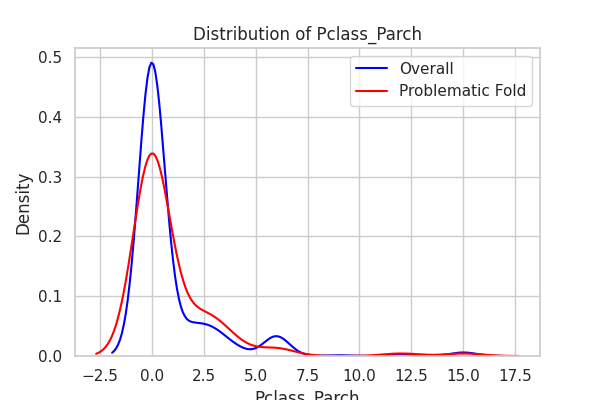 Distribution of Pclass_Parch
Overall
Problematic Fold
Density
0.5
0.4
0.3
0.2
0.1
0.0
−2.5 0.0 2.5 5.0 7.5 10.0 12.5 15.0 17.5
Pclass_Parch